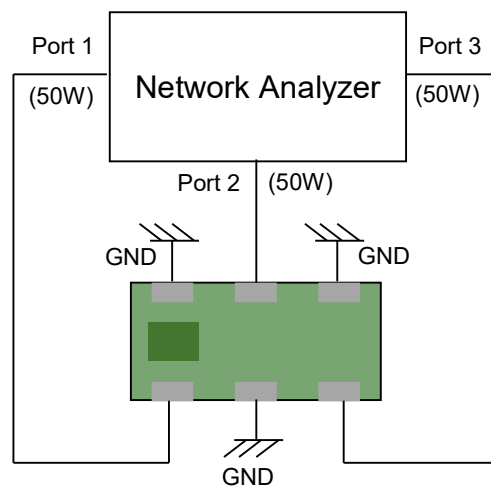 Port 1
Port 3
Network Analyzer
(50W)
(50W)
Port 2 (50W)
GND
GND
GND